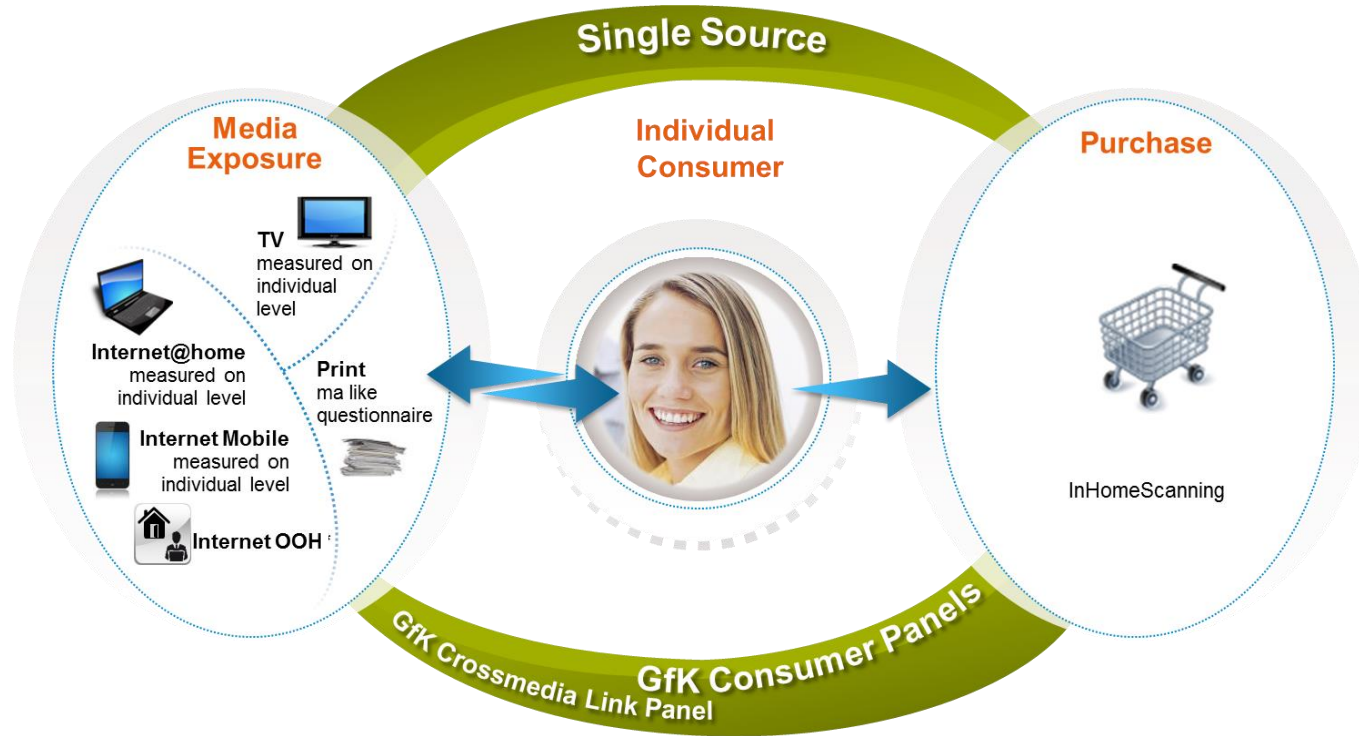 Single Source
Media
Exposure
TV
measured on
individual
level
Internet@home
measured on
individual level
Print
ma like
questionnaire
Internet Mobile
measured on
individual level
Internet OOH
Individual
Consumer
Purchase
InHomeScanning
GfK Crossmedia Link Panel
GfK Consumer Panels